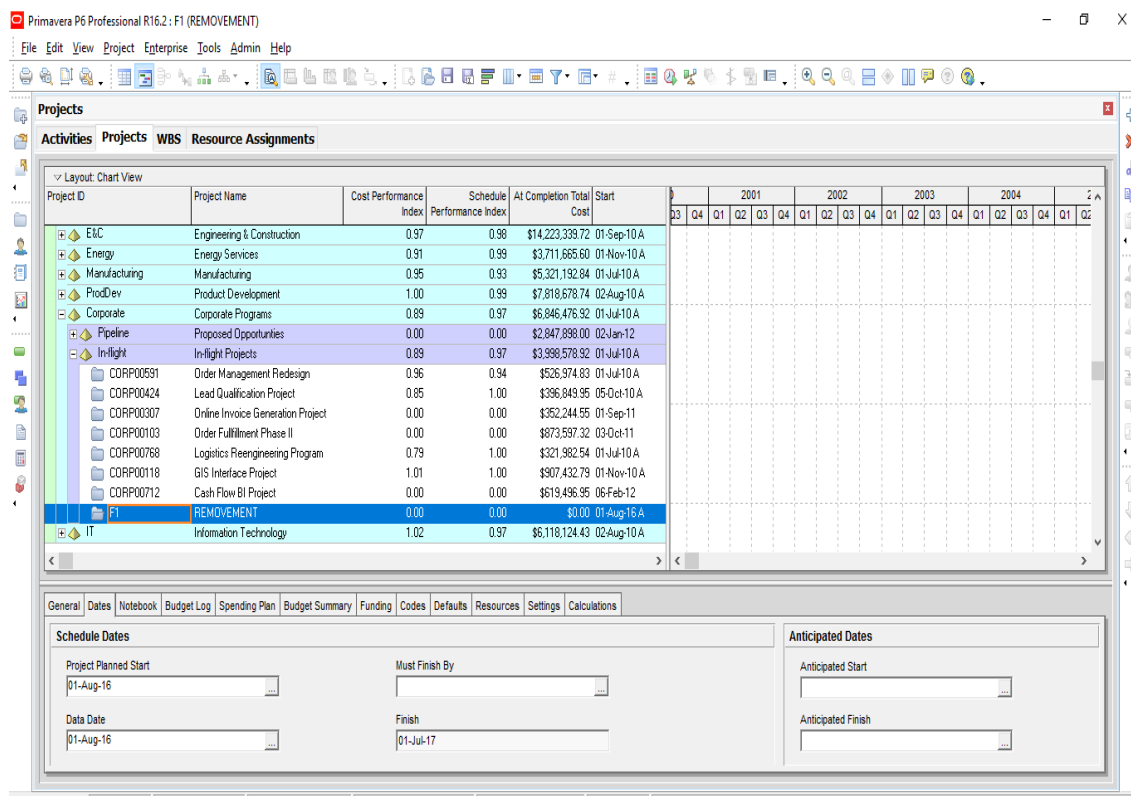 Primavera P6 Professional R16.2 : F1 (REMOVEMENT)
File Edit View Project Enterprise Tools Admin Help
Projects
Activities Projects WBS Resource Assignments
Layout: Chart View
Project ID Project Name Cost Performance Index Schedule Performance Index At Completion Total Cost Start
2001 2002 2003 2004
Q3 Q4 Q1 Q2 Q3 Q4 Q1 Q2 Q3 Q4 Q1 Q2 Q3 Q4 Q1 Q2 Q3 Q4 Q1 Q2
E&C Engineering & Construction 0.97 0.98 $14,223,339.72 01-Sep-10 A
Energy Energy Services 0.91 0.99 $3,711,665.60 01-Nov-10 A
Manufacturing Manufacturing 0.95 0.93 $5,321,192.84 01-Jul-10 A
ProdDev Product Development 1.00 0.99 $7,818,678.74 02-Aug-10 A
Corporate Corporate Programs 0.89 0.97 $6,846,476.92 01-Jul-10 A
Pipeline Proposed Opportunties 0.00 0.00 $2,847,898.00 02-Jan-12
In-flight In-flight Projects 0.89 0.97 $3,998,578.92 01-Jul-10 A
CORP00591 Order Management Redesign 0.96 0.94 $526,974.83 01-Jul-10 A
CORP00424 Lead Qualification Project 0.85 1.00 $396,849.95 05-Oct-10 A
CORP00307 Online Invoice Generation Project 0.00 0.00 $352,244.55 01-Sep-11
CORP00103 Order Fullfillment Phase II 0.00 0.00 $873,597.32 03-Oct-11
CORP00768 Logistics Reengineering Program 0.79 1.00 $321,982.54 01-Jul-10 A
CORP00118 GIS Interface Project 1.01 1.00 $907,432.79 01-Nov-10 A
CORP00712 Cash Flow BI Project 0.00 0.00 $619,496.95 06-Feb-12
F1 REMOVEMENT 0.00 0.00 $0.00 01-Aug-16 A
IT Information Technology 1.02 0.97 $6,118,124.43 02-Aug-10 A
General Dates Notebook Budget Log Spending Plan Budget Summary Funding Codes Defaults Resources Settings Calculations
Schedule Dates Anticipated Dates
Project Planned Start Must Finish By Anticipated Start
01-Aug-16
Data Date Finish Anticipated Finish
01-Aug-16 01-Jul-17